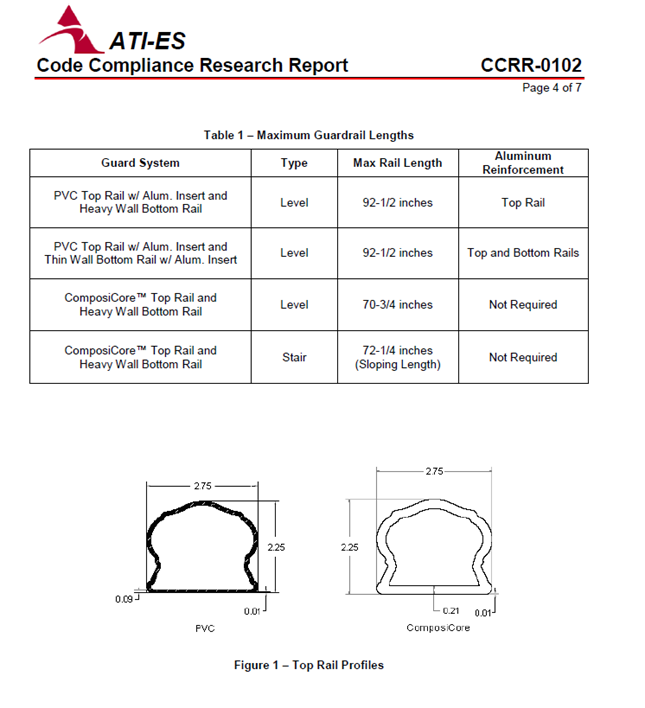 ATI-ES
Code Compliance Research Report CCRR-0102
Page 4 of 7
Table 1 – Maximum Guardrail Lengths
Guard System Type Max Rail Length Aluminum Reinforcement
PVC Top Rail w/ Alum. Insert and
Heavy Wall Bottom Rail
Level 92-1/2 inches Top Rail
PVC Top Rail w/ Alum. Insert and
Thin Wall Bottom Rail w/ Alum. Insert
Level 92-1/2 inches Top and Bottom Rails
ComposiCore™ Top Rail and
Heavy Wall Bottom Rail
Level 70-3/4 inches Not Required
ComposiCore™ Top Rail and
Heavy Wall Bottom Rail
Stair 72-1/4 inches
(Sloping Length)
Not Required
2.75 2.75
2.25 2.25
0.09 0.01 0.21 0.01
PVC ComposiCore
Figure 1 – Top Rail Profiles